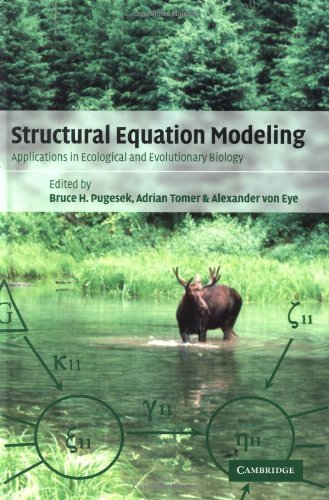 Structural Equation Modeling
Applications in Ecological and Evolutionary Biology
Edited by
Bruce H. Pugesek, Adrian Tomer & Alexander von Eye
G
κ11
ζ11
γ11
ξ11
η11
CAMBRIDGE